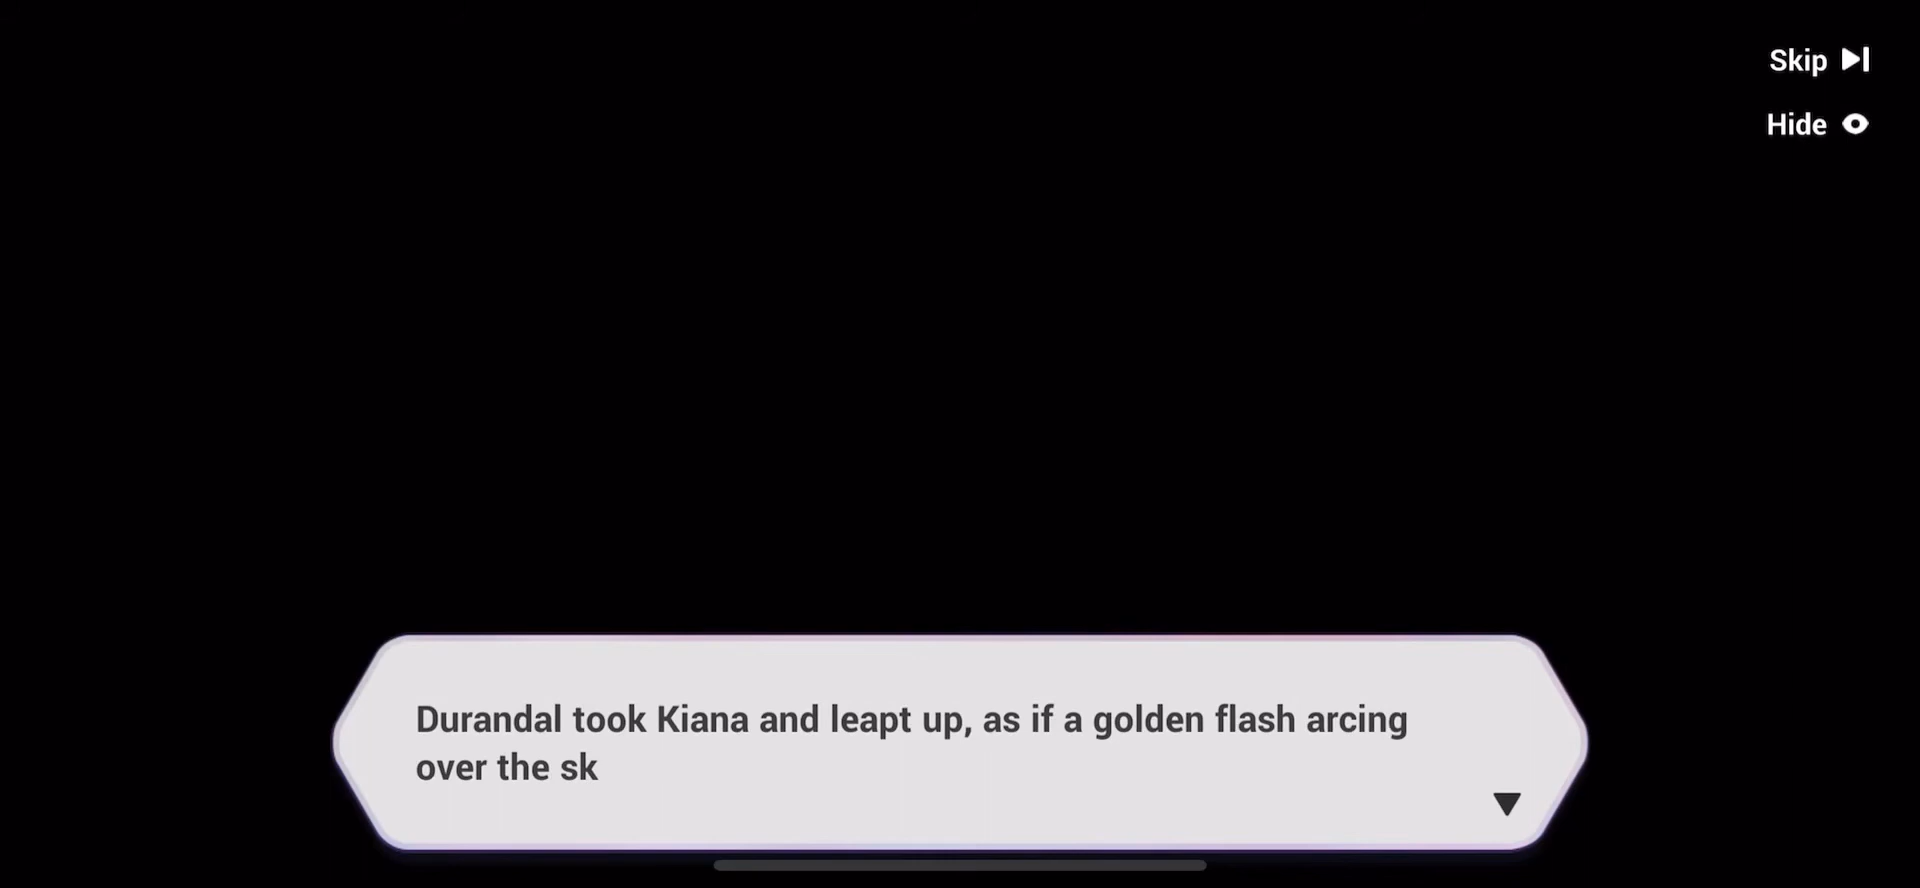 Skip
Hide
Durandal took Kiana and leapt up, as if a golden flash arcing
over the sk